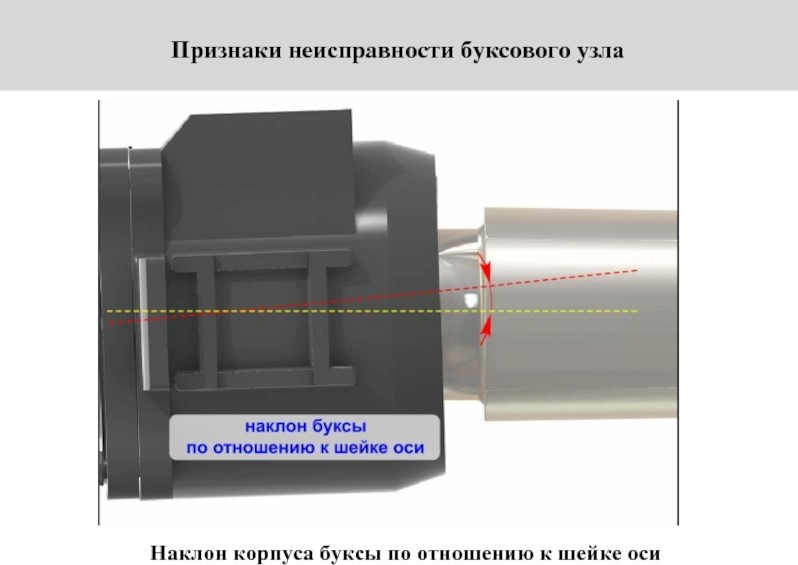 Признаки неисправности буксового узла
наклон буксы
по отношению к шейке оси
Наклон корпуса буксы по отношению к шейке оси